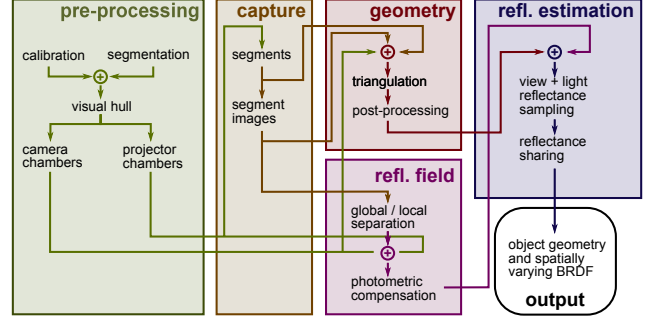 pre-processing
calibration
segmentation
visual hull
camera
chambers
projector
chambers
capture
segments
segment
images
geometry
triangulation
post-processing
refl. field
global / local
separation
photometric
compensation
refl. estimation
view + light
reflectance
sampling
reflectance
sharing
object geometry
and spatially
varying BRDF
output